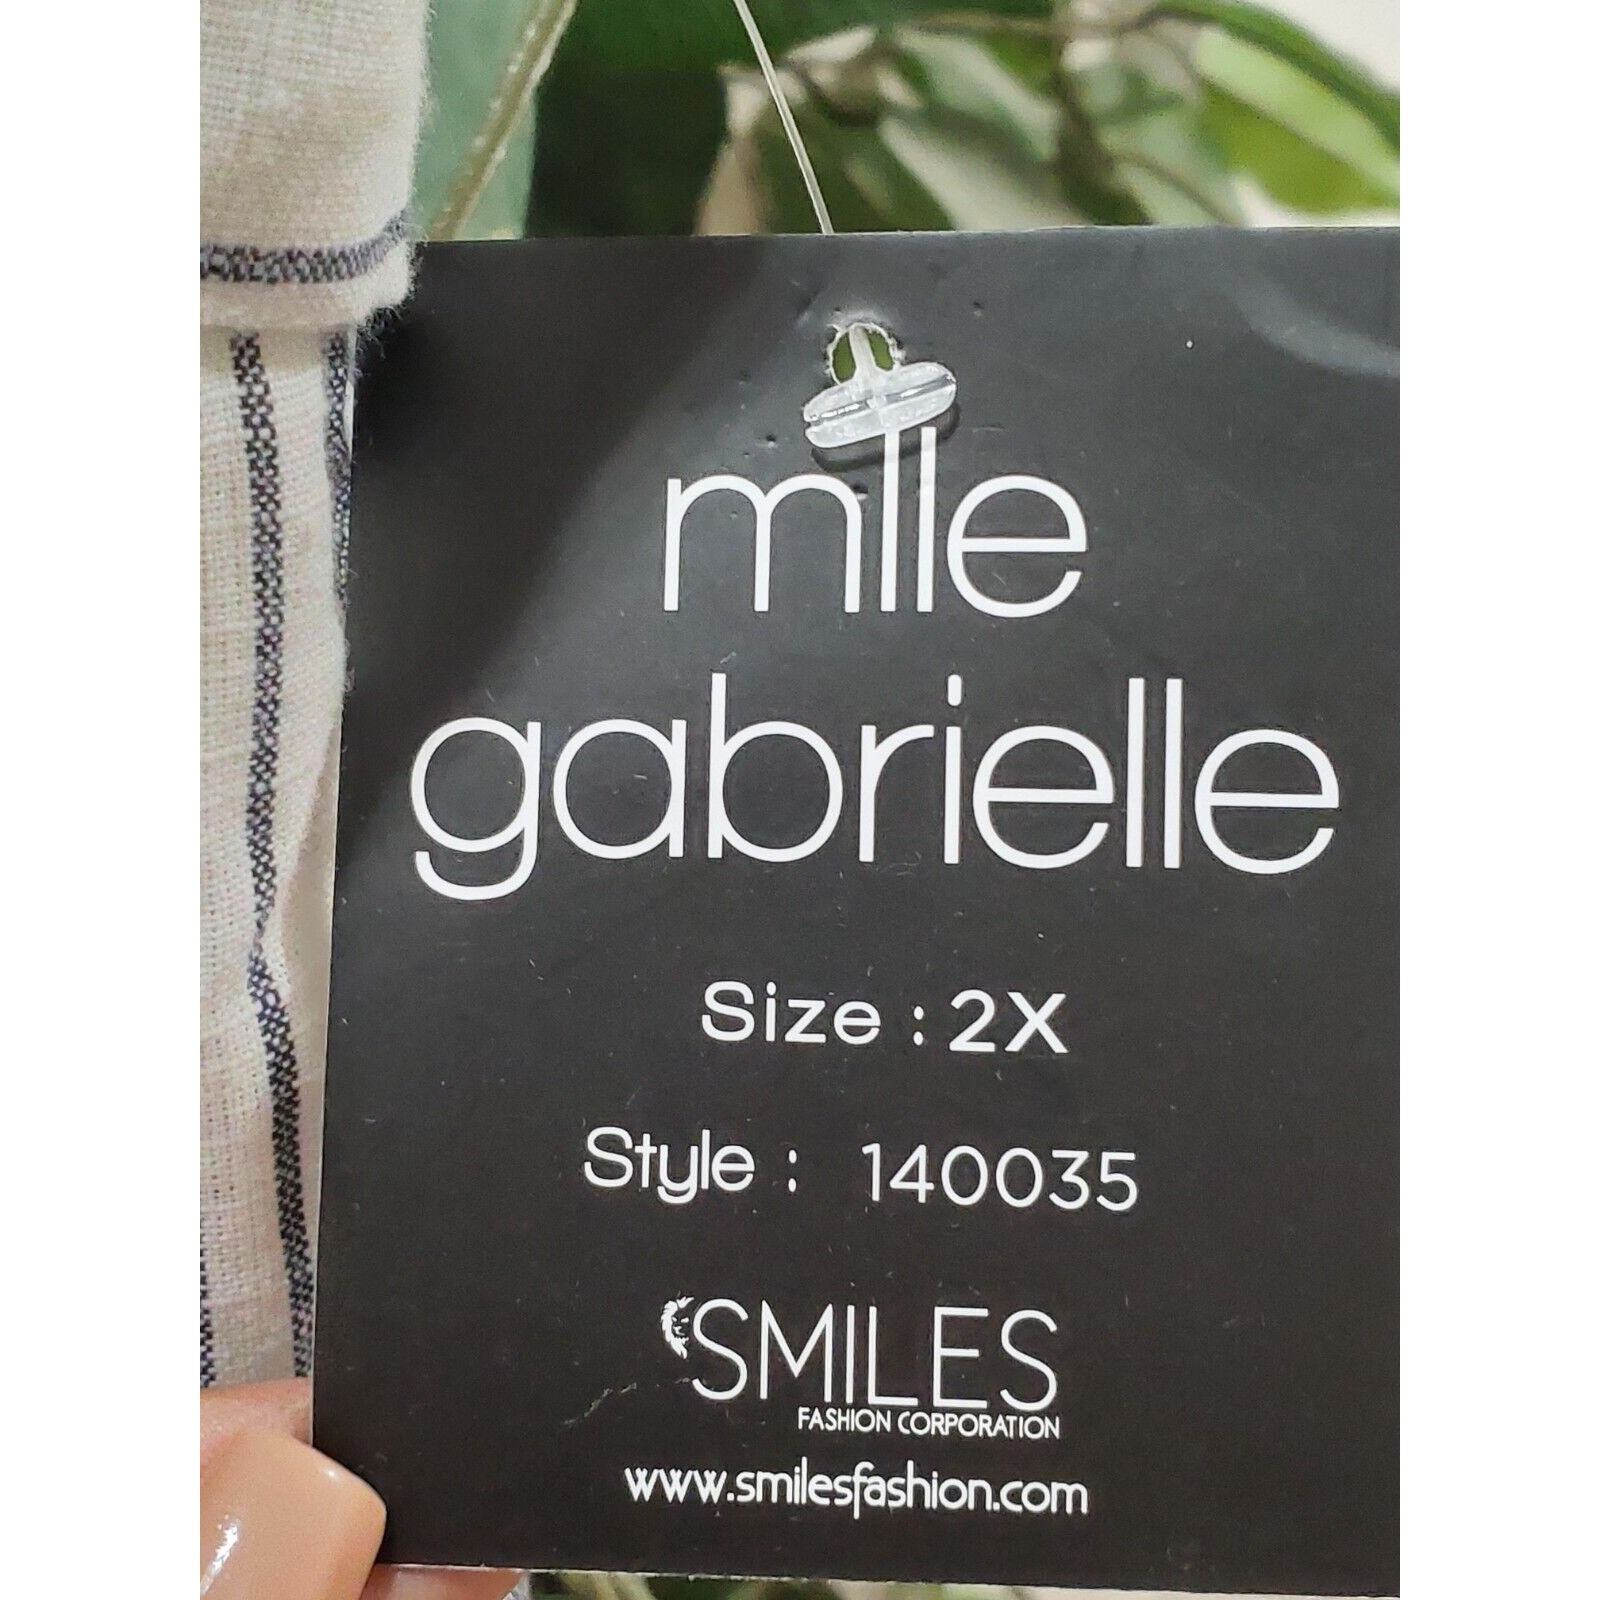 mlle
gabrielle
Size : 2X
Style : 140035
SMILES
FASHION CORPORATION
www.smilesfashion.com